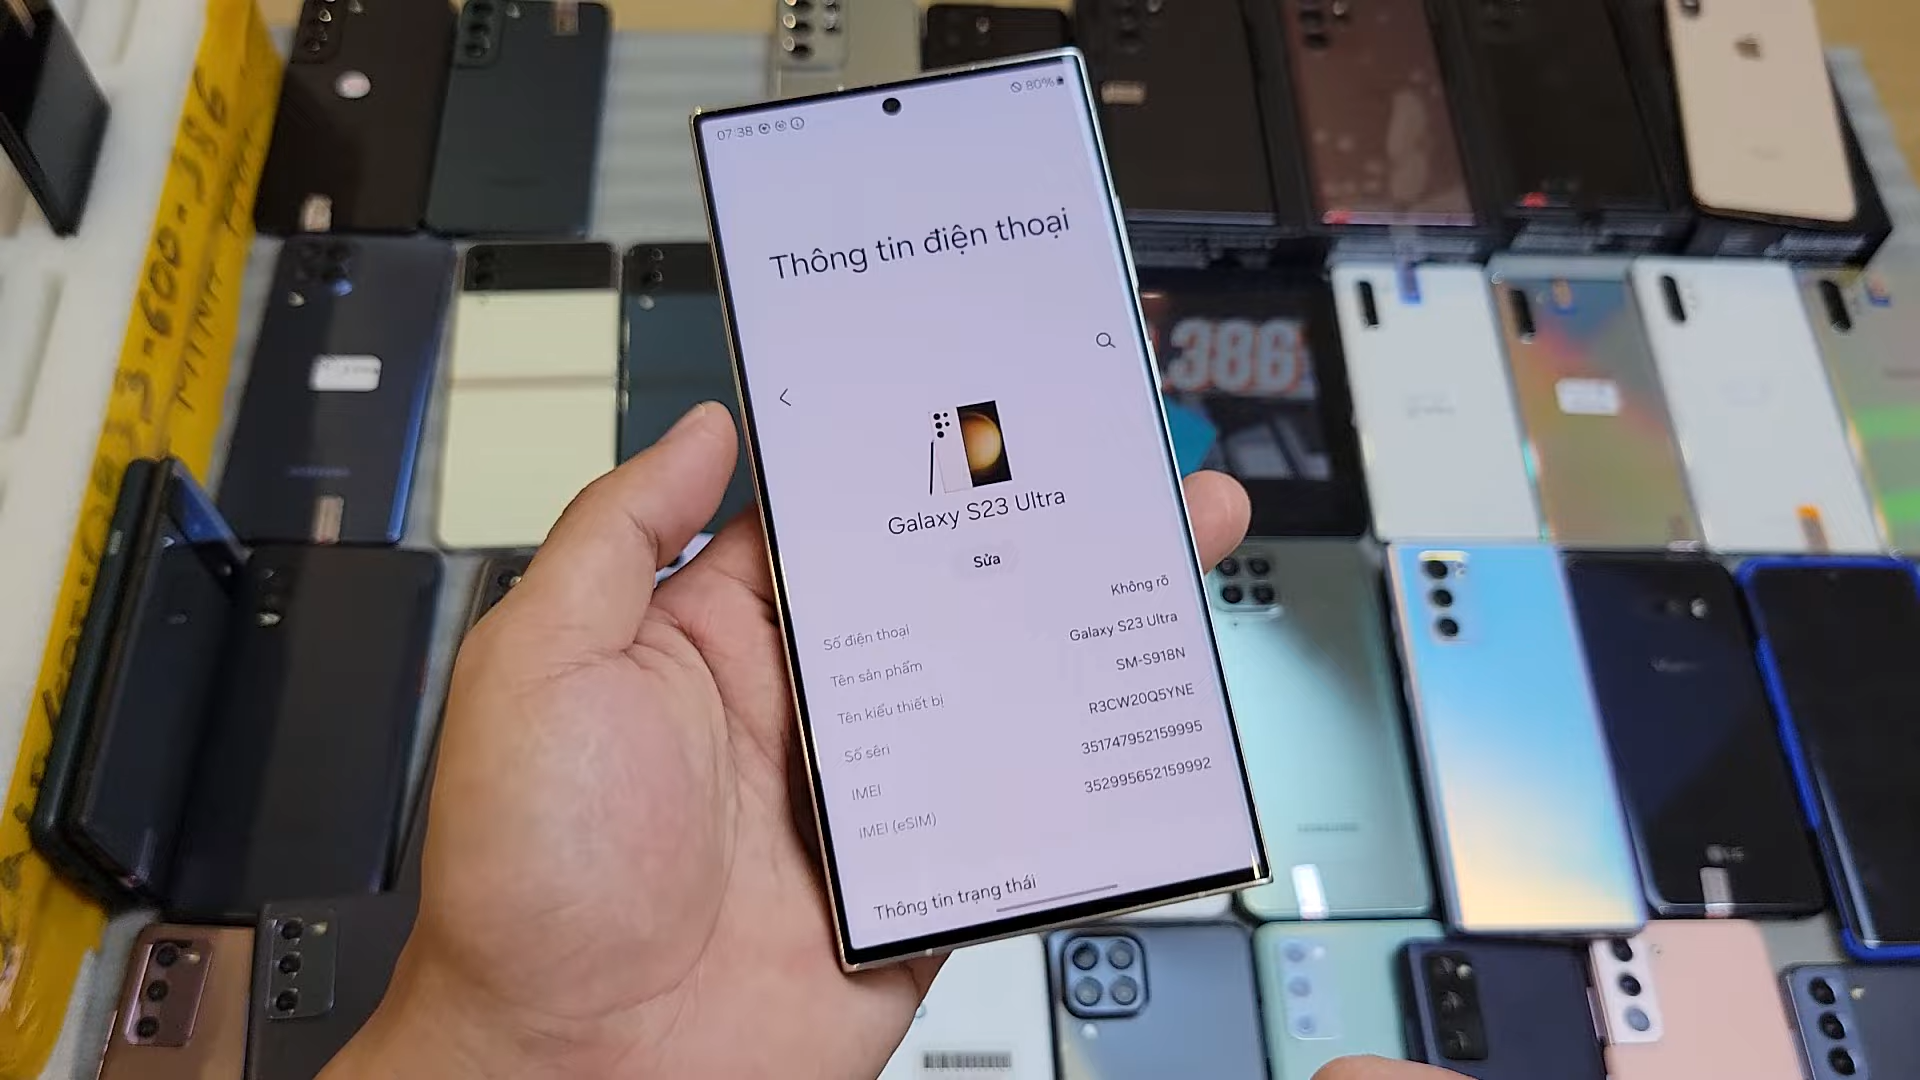 07:38
80%
Thông tin điện thoại
Galaxy S23 Ultra
Sửa
Số điện thoại Không rõ
Tên sản phẩm Galaxy S23 Ultra
Tên kiểu thiết bị SM-S918N
Số sêri R3CW20Q5YNE
IMEI 351747952159995
IMEI (eSIM) 352995652159992
Thông tin trạng thái
386
LG